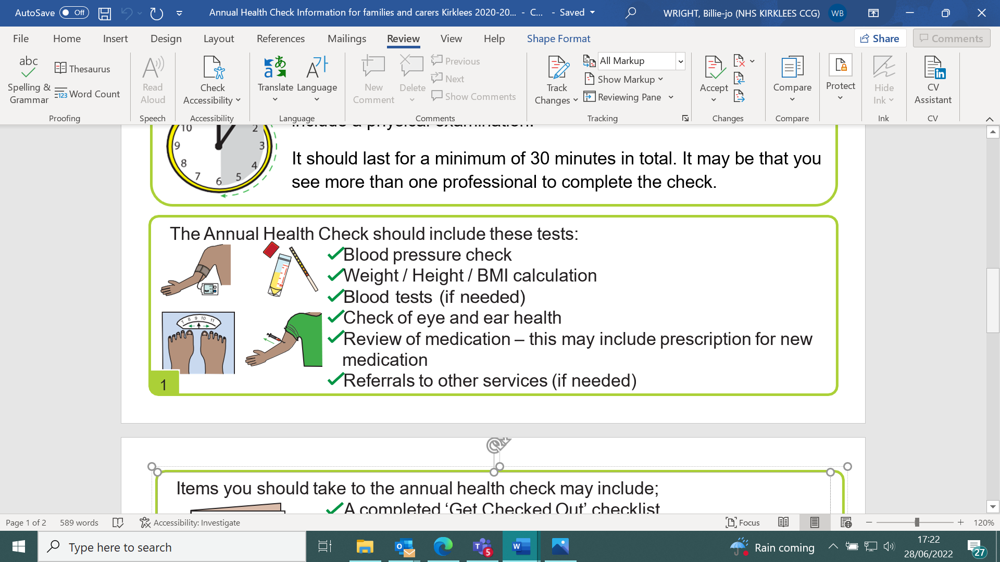 AutoSave Off Annual Health Check Information for families and carers Kirklees 2020-20... - C... - Saved WRIGHT, Billie-jo (NHS KIRKLEES CCG) WB
File Home Insert Design Layout References Mailings Review View Help Shape Format Share Comments
abc
Spelling &
Grammar
Thesaurus
123 Word Count
Proofing
Read
Aloud
Speech
Check
Accessibility
Accessibility
Translate
Language
Language
New
Comment
Delete
Previous
Next
Show Comments
Comments
Track
Changes
All Markup
Show Markup
Reviewing Pane
Tracking
Accept
Changes
Compare
Compare
Protect
Hide
Ink
Ink
CV
Assistant
CV
10 2
9 3
8 4
7 6 5
include a physical examination.
It should last for a minimum of 30 minutes in total. It may be that you
see more than one professional to complete the check.
The Annual Health Check should include these tests:
Blood pressure check
Weight / Height / BMI calculation
Blood tests (if needed)
Check of eye and ear health
7 8 9 10 11
Review of medication – this may include prescription for new
medication
Referrals to other services (if needed)
1
Items you should take to the annual health check may include;
A completed ‘Get Checked Out’ checklist
Page 1 of 2 589 words Accessibility: Investigate Focus 120%
Type here to search
5
Rain coming
17:22
28/06/2022
27